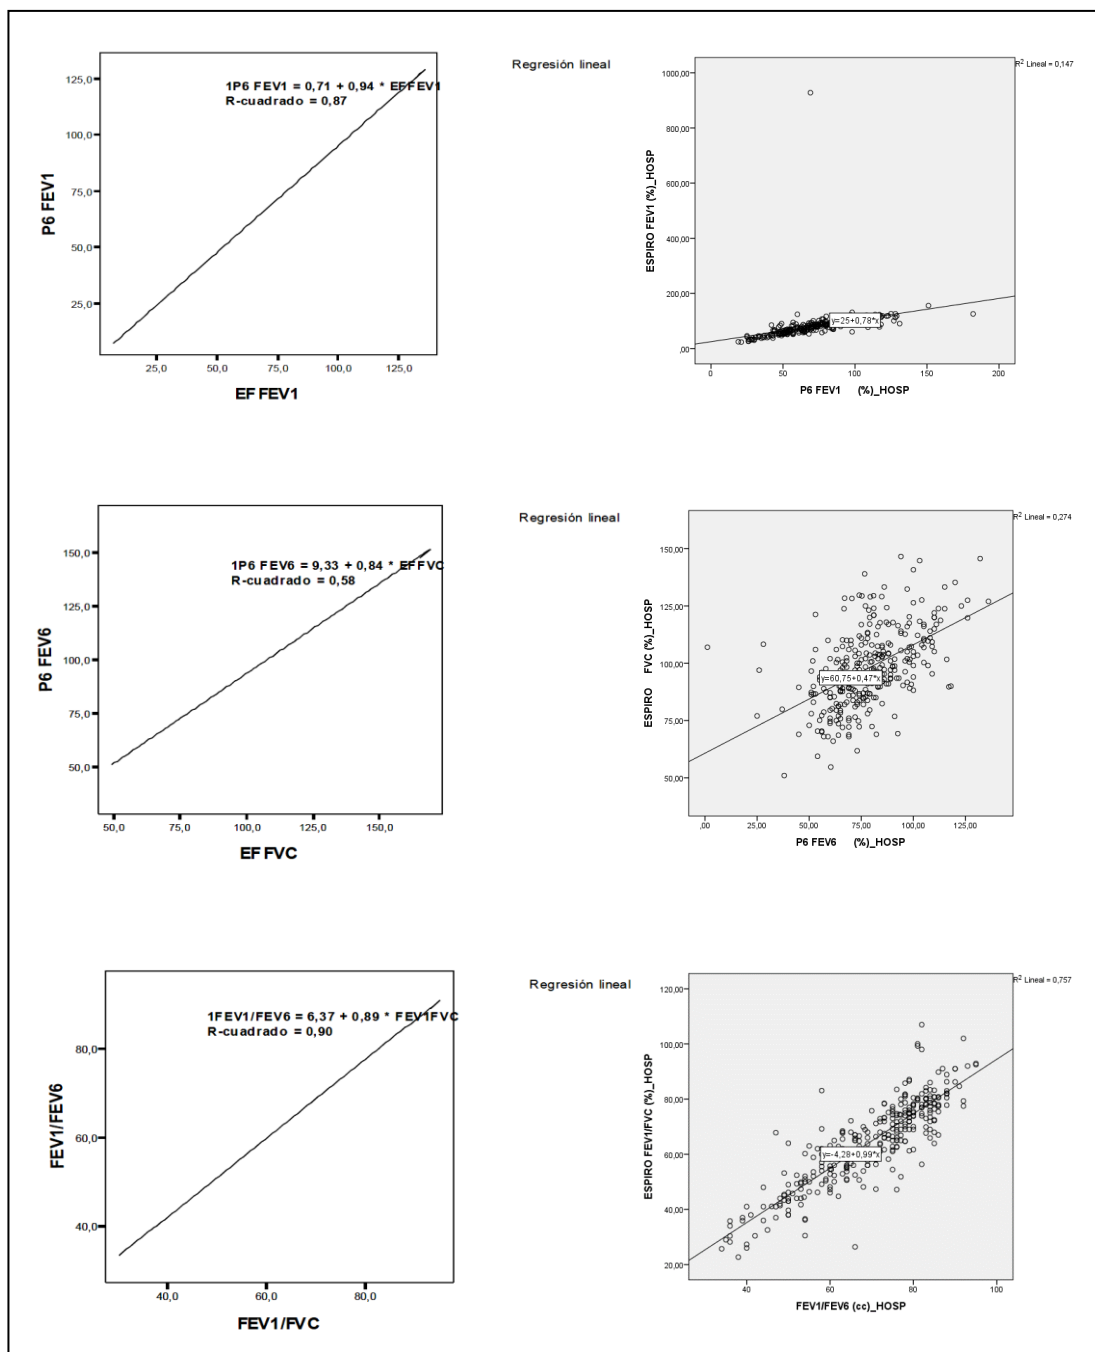 1P6 FEV1 = 0,71 + 0,94 * EFFEV1
R-cuadrado = 0,87
125,0
100,0
75,0
50,0
25,0
P6 FEV1
25,0 50,0 75,0 100,0 125,0
EF FEV1
Regresión lineal
R² Lineal = 0,147
1000,00
800,00
600,00
400,00
200,00
,00
ESPIRO FEV1 (%)_HOSP
y=25+0,78*x
0 50 100 150 200
P6 FEV1 (%)_HOSP
1P6 FEV6 = 9,33 + 0,84 * EFFVC
R-cuadrado = 0,58
150,0
125,0
100,0
75,0
50,0
P6 FEV6
50,0 75,0 100,0 150,0
EF FVC
Regresión lineal
R² Lineal = 0,274
150,00
125,00
100,00
75,00
50,00
ESPIRO FVC (%)_HOSP
y=60,75+0,47*x
,00 25,00 50,00 75,00 100,00 125,00
P6 FEV6 (%)_HOSP
1FEV1/FEV6 = 6,37 + 0,89 * FEV1FVC
R-cuadrado = 0,90
80,0
60,0
40,0
FEV1/FEV6
40,0 60,0 80,0
FEV1/FVC
Regresión lineal
R² Lineal = 0,757
120,00
100,00
80,00
60,00
40,00
20,00
ESPIRO FEV1/FVC (%)_HOSP
y=-4,28+0,99*x
40 60 80 100
FEV1/FEV6 (cc)_HOSP